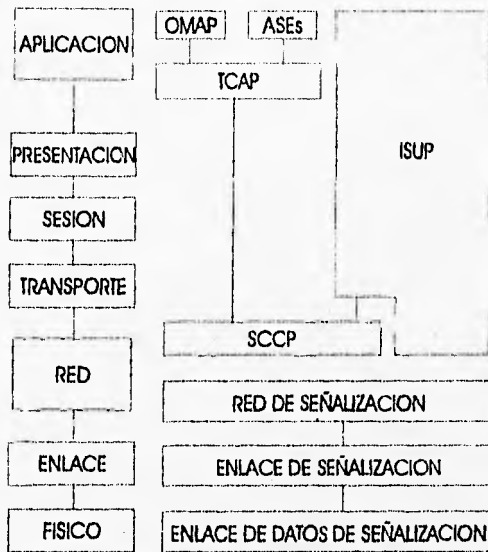 APLICACION
OMAP
ASEs
TCAP
ISUP
PRESENTACION
SESION
TRANSPORTE
SCCP
RED
RED DE SEÑALIZACION
ENLACE
ENLACE DE SEÑALIZACION
FISICO
ENLACE DE DATOS DE SEÑALIZACION